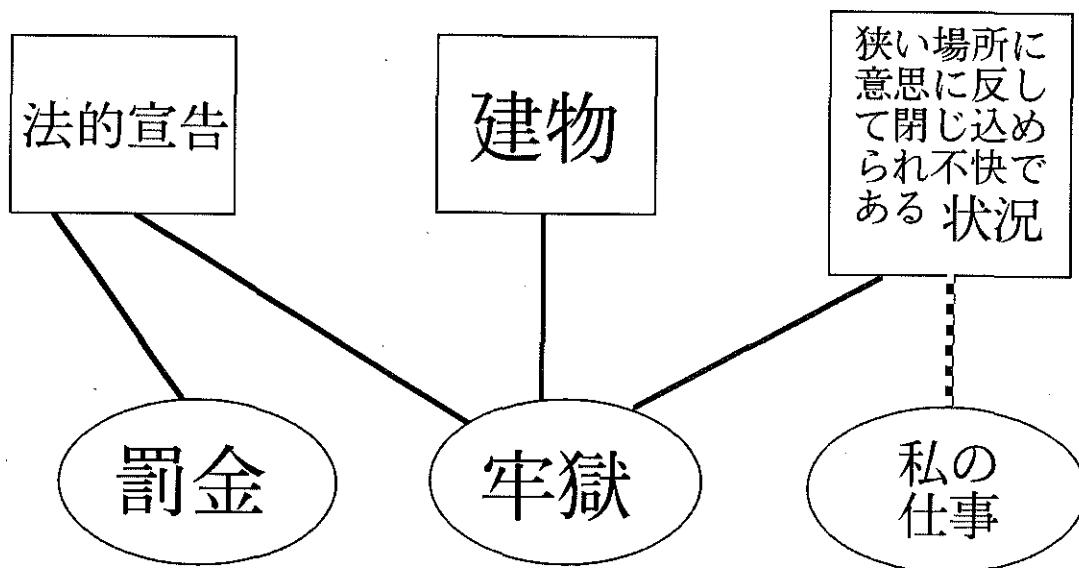 法的宣告
建物
狭い場所に
意思に反し
て閉じ込め
られ不快で
ある 状況
罰金
牢獄
私の
仕事